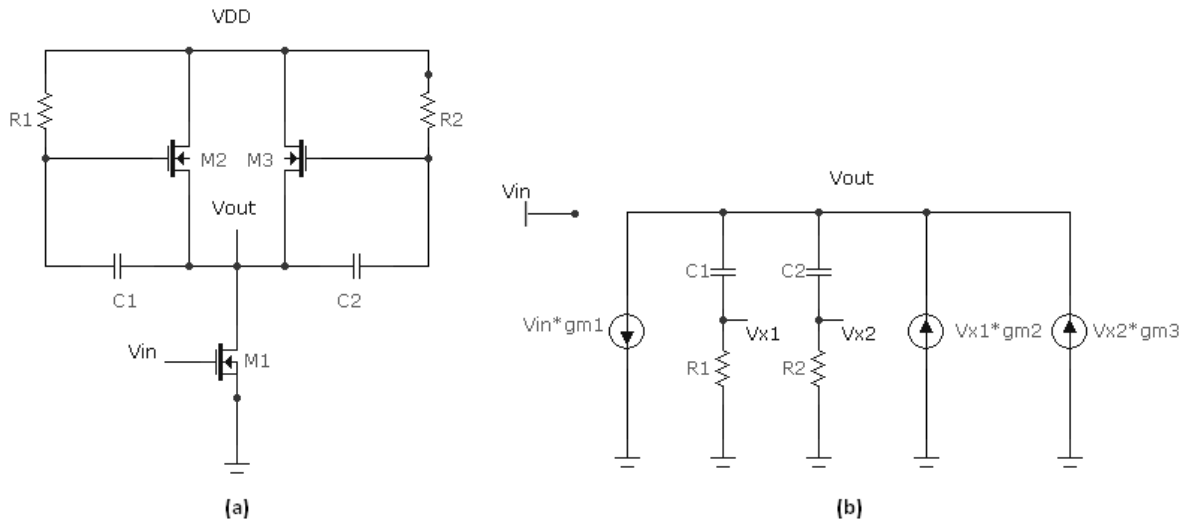 VDD
R1
R2
M2
M3
Vout
C1
C2
Vin
M1
(a)
Vin
Vout
C1
C2
Vin*gm1
Vx1
Vx2
Vx1*gm2
Vx2*gm3
R1
R2
(b)